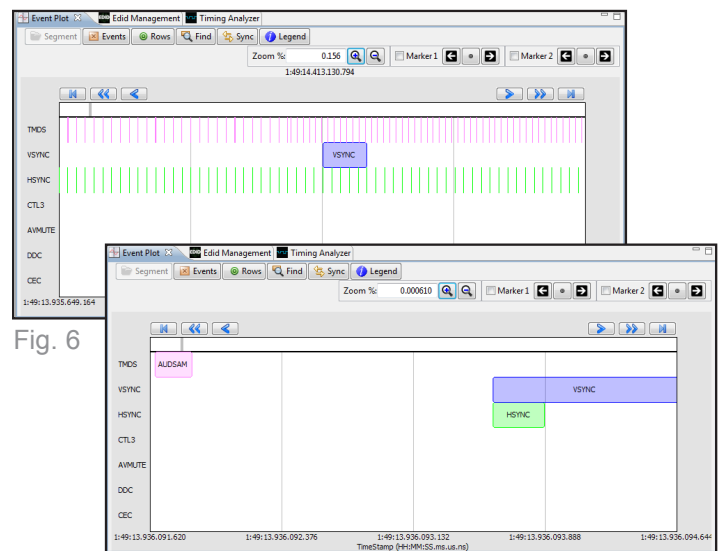 Event Plot Edid Management Timing Analyzer
Segment Events Rows Find Sync Legend
Zoom %: 0.156 Marker 1 Marker 2
1:49:14.413.130.794
TMDS
VSYNC VSYNC
HSYNC
CTL3
AVMUTE
DDC
CEC
1:49:13.935.649.164
Fig. 6
Event Plot EDID Edid Management Timing Analyzer
Segment Events Rows Find Sync Legend
Zoom %: 0.000610 Marker 1 Marker 2
TMDS AUDSAM
VSYNC VSYNC
HSYNC HSYNC
CTL3
AVMUTE
DDC
CEC
1:49:13.936.091.620 1:49:13.936.092.376 1:49:13.936.093.132 1:49:13.936.093.888 1:49:13.936.094.644
TimeStamp (HH:MM:SS.ms.us.ns)